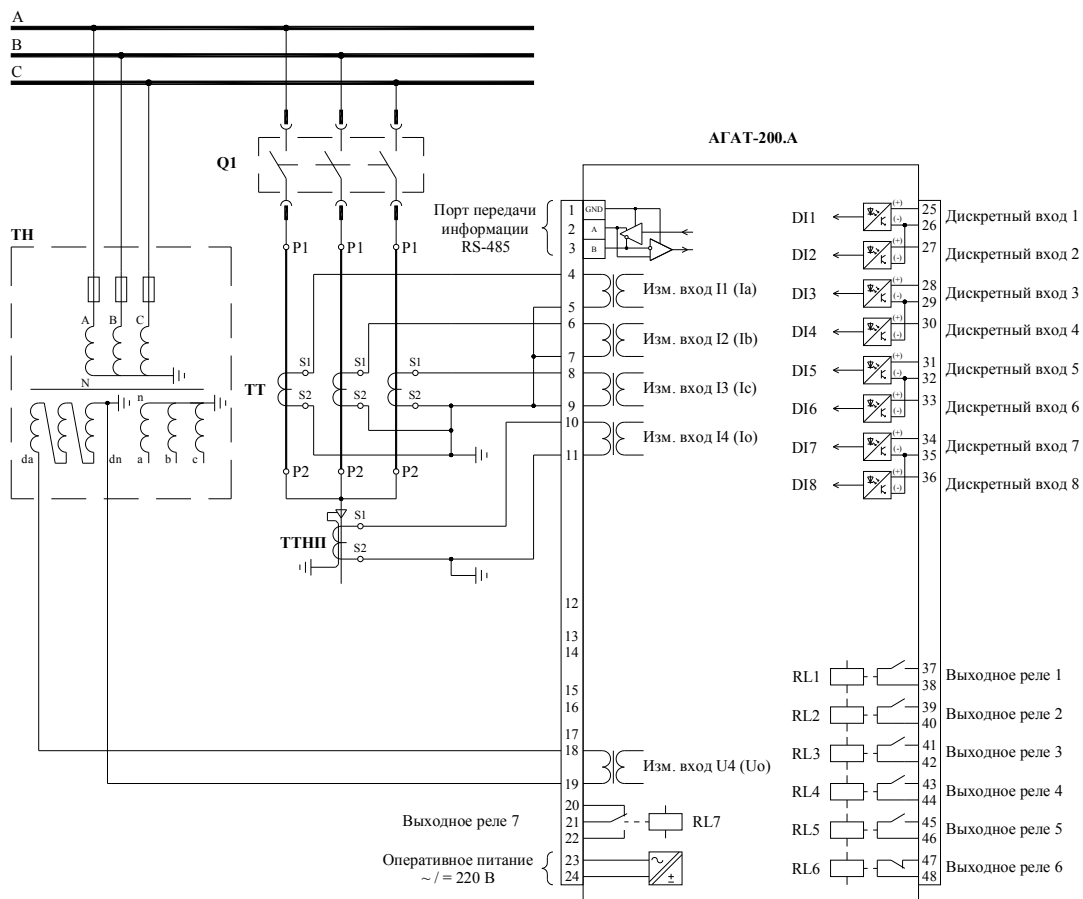 A
B
C
АГАТ-200.А
Q1
ТН
Порт передачи
информации
RS-485
1
GND
2
A
3
B
P1
P1
P1
4
Изм. вход I1 (Ia)
5
6
Изм. вход I2 (Ib)
7
8
Изм. вход I3 (Ic)
9
10
Изм. вход I4 (Io)
11
A
B
C
N
n
da
dn
a
b
c
S1
S1
S1
ТТ
S2
S2
S2
P2
P2
P2
S1
ТТНП
S2
12
13
14
15
16
17
18
Изм. вход U4 (Uo)
19
20
Выходное реле 7
21
RL7
22
Оперативное питание
~ / = 220 В
23
24
~
±
DI1
(+)
25
Дискретный вход 1
(-)
26
DI2
(+)
27
Дискретный вход 2
(-)
DI3
(+)
28
Дискретный вход 3
(-)
29
DI4
(+)
30
Дискретный вход 4
(-)
DI5
(+)
31
Дискретный вход 5
(-)
32
DI6
(+)
33
Дискретный вход 6
(-)
DI7
(+)
34
Дискретный вход 7
(-)
35
DI8
(+)
36
Дискретный вход 8
(-)
RL1
37
Выходное реле 1
38
RL2
39
Выходное реле 2
40
RL3
41
Выходное реле 3
42
RL4
43
Выходное реле 4
44
RL5
45
Выходное реле 5
46
RL6
47
Выходное реле 6
48